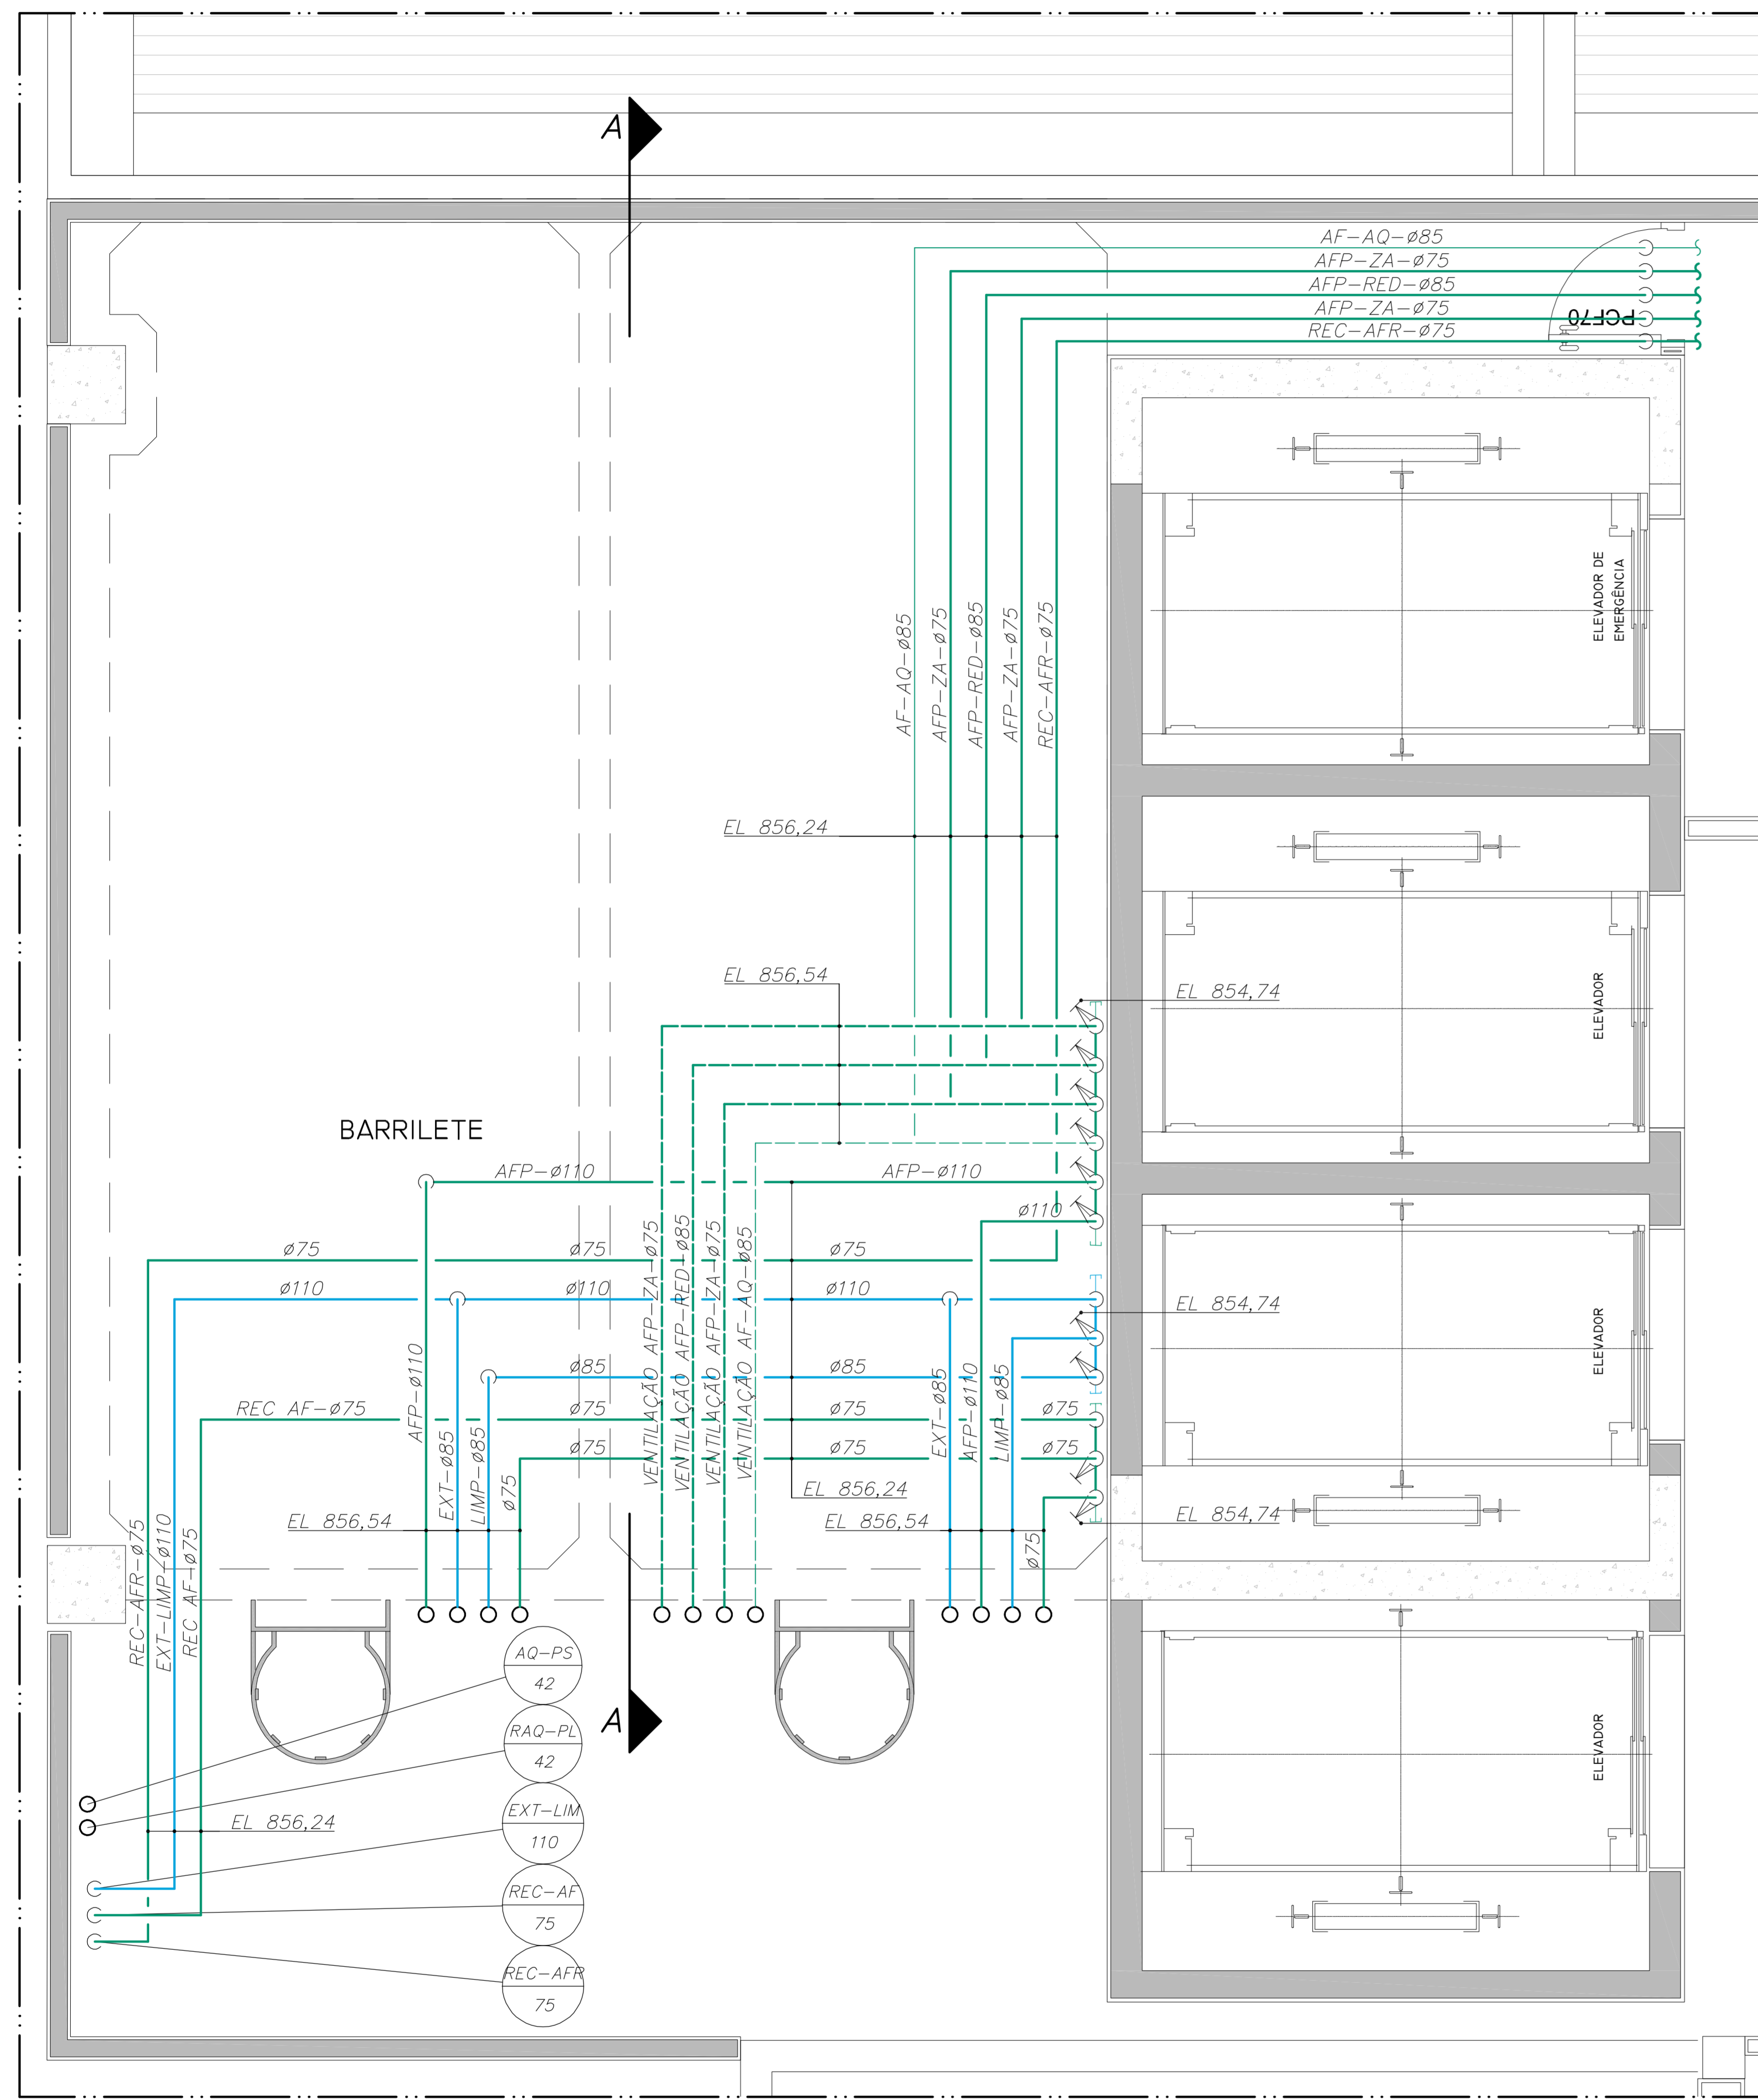 A
AF-AQ-Ø85
AFP-ZA-Ø75
AFP-RED-Ø85
AFP-ZA-Ø75
REC-AFR-Ø75
PCF70
ELEVADOR DE
EMERGÊNCIA
AF-AQ-Ø85
AFP-ZA-Ø75
AFP-RED-Ø85
AFP-ZA-Ø75
REC-AFR-Ø75
EL 856,24
EL 856,54
EL 854,74
ELEVADOR
BARRILETE
AFP-Ø110
AFP-Ø110
Ø110
Ø75
Ø75
Ø75
Ø110
Ø110
Ø110
EL 854,74
ELEVADOR
VENTILAÇÃO AFP-ZA-Ø75
VENTILAÇÃO AFP-RED-Ø85
VENTILAÇÃO AFP-ZA-Ø75
VENTILAÇÃO AF-AQ-Ø85
Ø85
Ø85
REC AF-Ø75
Ø75
Ø75
Ø75
AFP-Ø110
EXT-Ø85
LIMP-Ø85
Ø75
Ø75
Ø75
Ø75
EXT-Ø85
AFP-Ø110
LIMP-Ø85
Ø75
EL 856,24
EL 856,54
EL 856,54
EL 854,74
REC-AFR-Ø75
EXT-LIMP-Ø110
REC AF-Ø75
AQ-PS
42
A
RAQ-PL
42
ELEVADOR
EXT-LIM
110
EL 856,24
REC-AF
75
REC-AFR
75